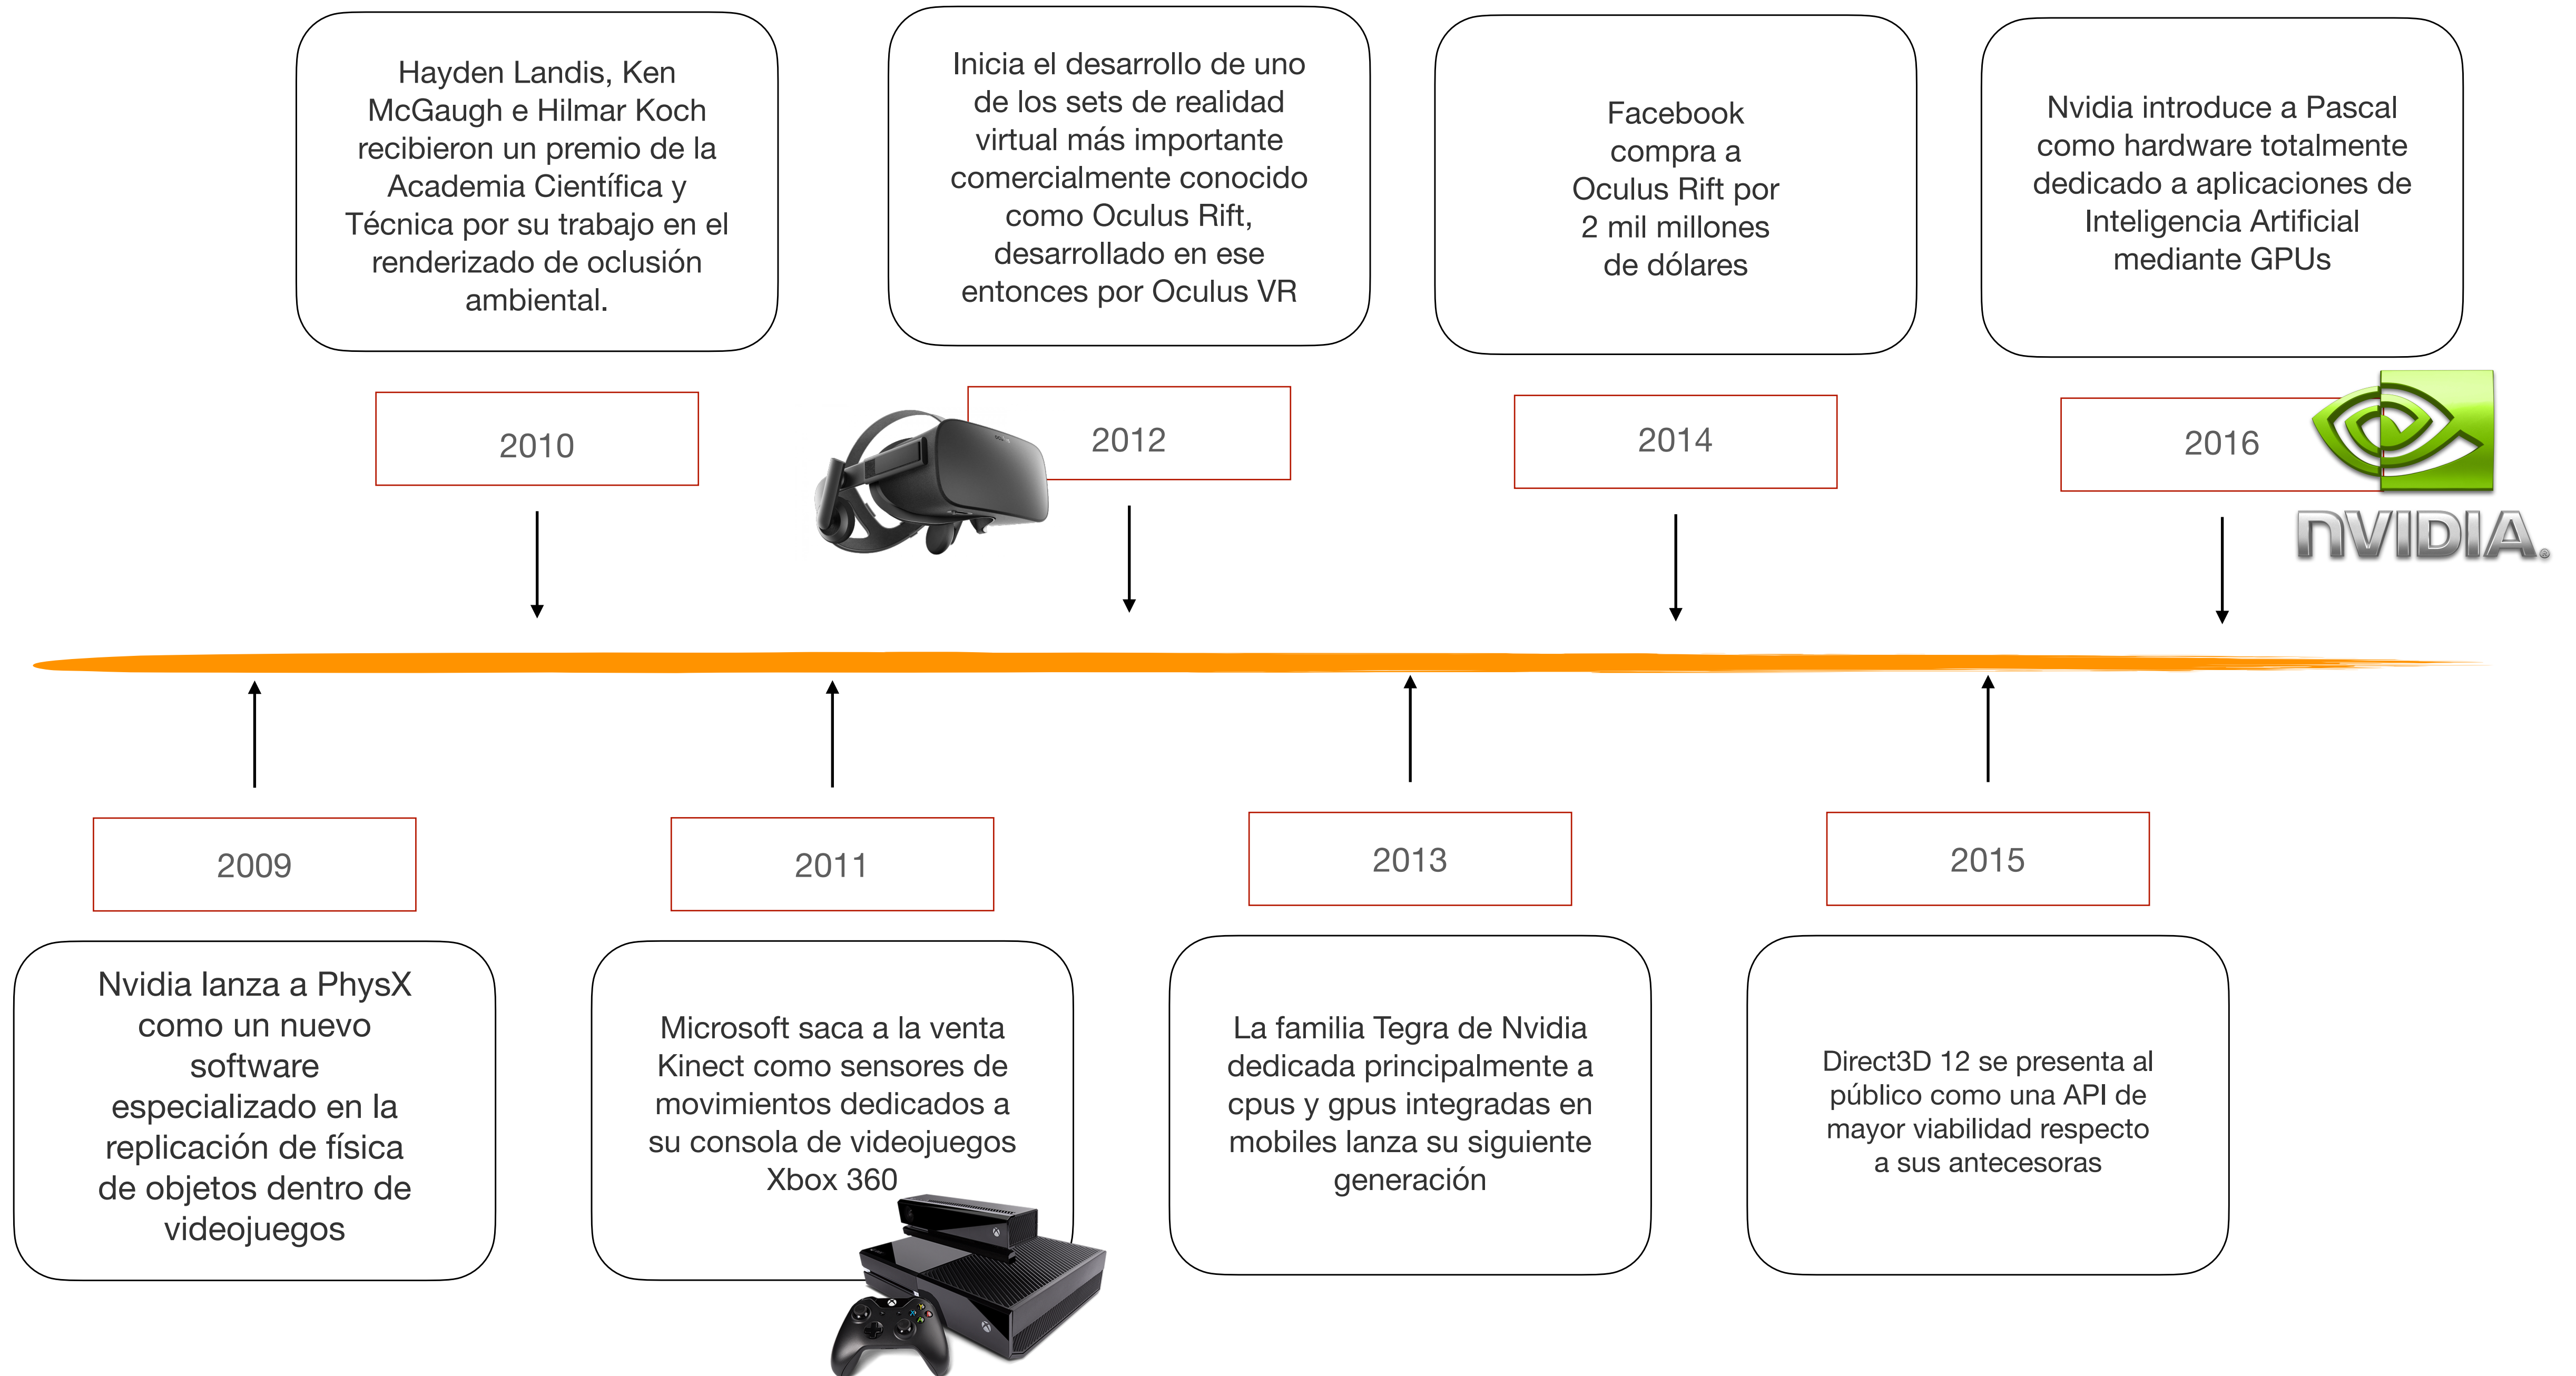 Hayden Landis, Ken
McGaugh e Hilmar Koch
recibieron un premio de la
Academia Científica y
Técnica por su trabajo en el
renderizado de oclusión
ambiental.
2010
Inicia el desarrollo de uno
de los sets de realidad
virtual más importante
comercialmente conocido
como Oculus Rift,
desarrollado en ese
entonces por Oculus VR
2012
Facebook
compra a
Oculus Rift por
2 mil millones
de dólares
2014
Nvidia introduce a Pascal
como hardware totalmente
dedicado a aplicaciones de
Inteligencia Artificial
mediante GPUs
2016
NVIDIA.®
2009
Nvidia lanza a PhysX
como un nuevo
software
especializado en la
replicación de física
de objetos dentro de
videojuegos
2011
Microsoft saca a la venta
Kinect como sensores de
movimientos dedicados a
su consola de videojuegos
Xbox 360
2013
La familia Tegra de Nvidia
dedicada principalmente a
cpus y gpus integradas en
mobiles lanza su siguiente
generación
2015
Direct3D 12 se presenta al
público como una API de
mayor viabilidad respecto
a sus antecesoras